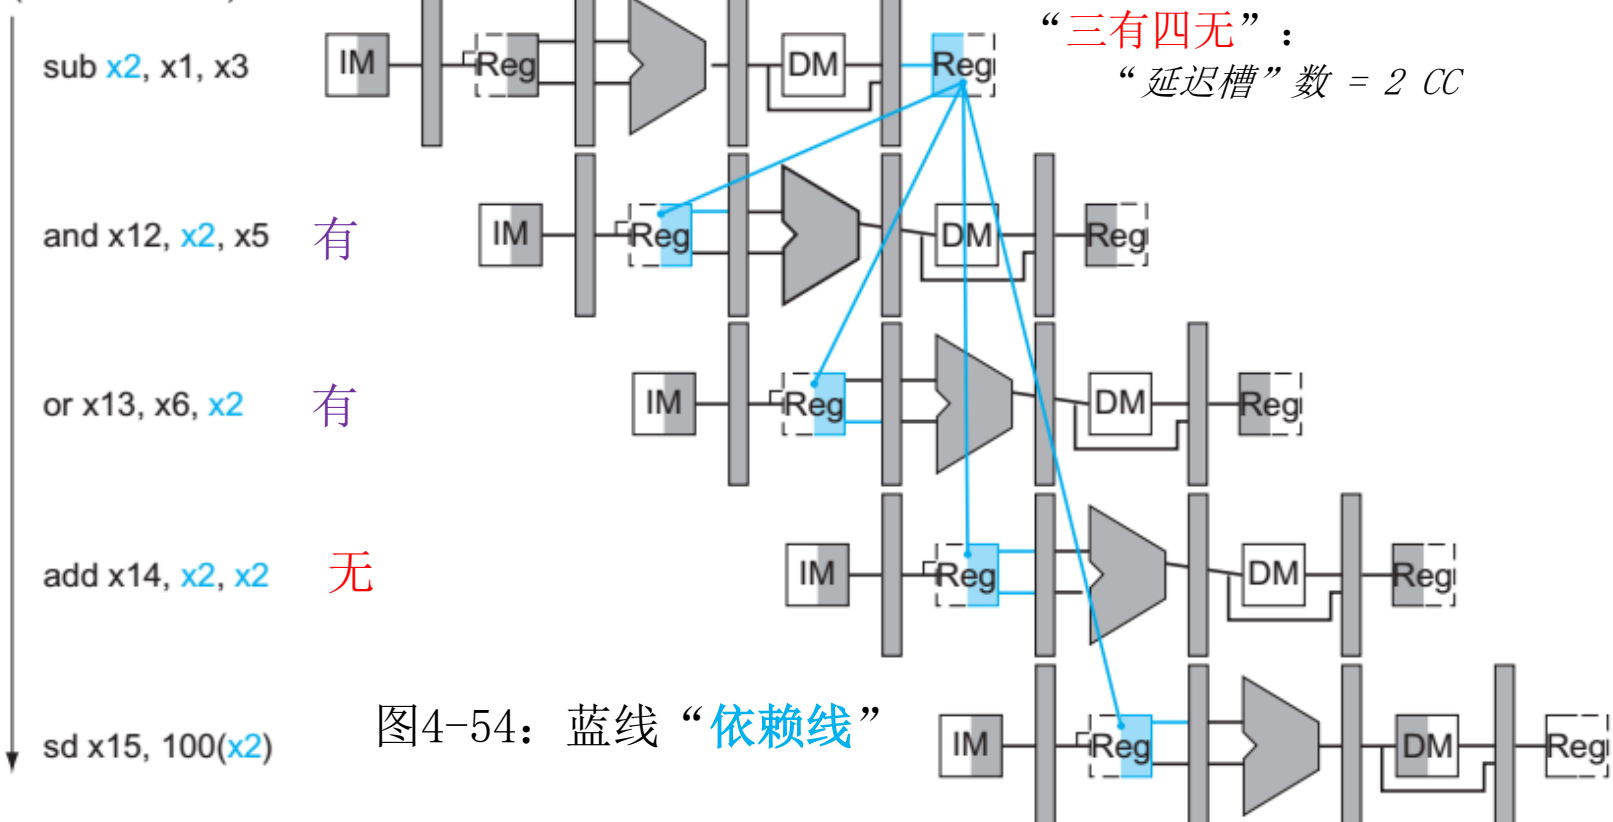 “三有四无”：
“延迟槽”数 = 2 CC
sub x2, x1, x3
IM Reg DM Reg
and x12, x2, x5 有
IM Reg DM Reg
or x13, x6, x2 有
IM Reg DM Reg
add x14, x2, x2 无
IM Reg DM Reg
图4-54：蓝线“依赖线”
sd x15, 100(x2)
IM Reg DM Reg